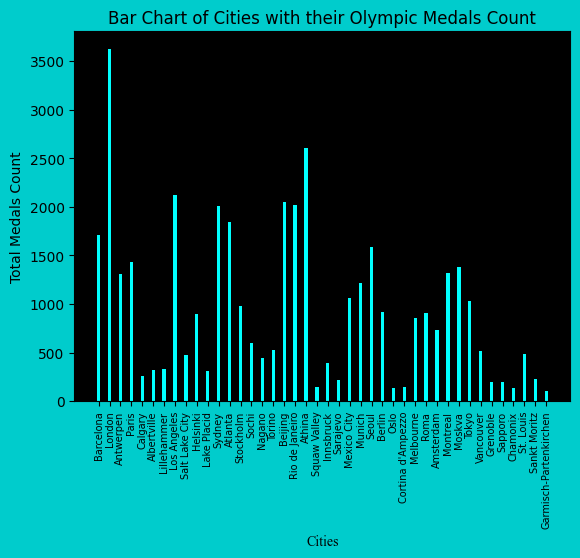 Bar Chart of Cities with their Olympic Medals Count
Total Medals Count
3500
3000
2500
2000
1500
1000
500
0
Barcelona
London
Antwerpen
Paris
Calgary
Albertville
Lillehammer
Los Angeles
Salt Lake City
Helsinki
Lake Placid
Sydney
Atlanta
Stockholm
Sochi
Nagano
Torino
Beijing
Rio de Janeiro
Athina
Squaw Valley
Innsbruck
Sarajevo
Mexico City
Munich
Seoul
Berlin
Oslo
Cortina d'Ampezzo
Melbourne
Roma
Amsterdam
Montreal
Moskva
Tokyo
Vancouver
Grenoble
Sapporo
Chamonix
St. Louis
Sankt Moritz
Garmisch-Partenkirchen
Cities